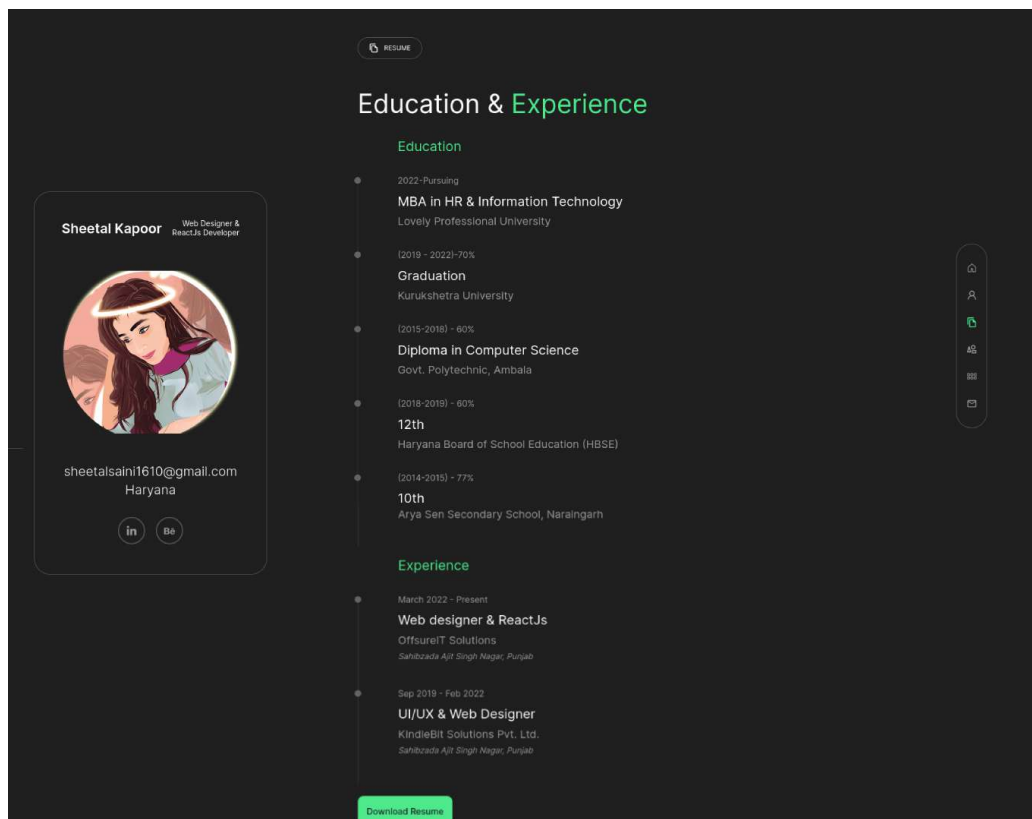 RESUME
Education & Experience
Education
2022-Pursuing
MBA in HR & Information Technology
Lovely Professional University
(2019 - 2022)-70%
Graduation
Kurukshetra University
(2015-2018) - 60%
Diploma in Computer Science
Govt. Polytechnic, Ambala
(2018-2019) - 60%
12th
Haryana Board of School Education (HBSE)
(2014-2015) - 77%
10th
Arya Sen Secondary School, Naraingarh
Experience
March 2022 - Present
Web designer & ReactJs
OffsureIT Solutions
Sahibzada Ajit Singh Nagar, Punjab
Sep 2019 - Feb 2022
UI/UX & Web Designer
KindleBit Solutions Pvt. Ltd.
Sahibzada Ajit Singh Nagar, Punjab
Download Resume
Sheetal Kapoor
Web Designer &
ReactJs Developer
sheetalsaini1610@gmail.com
Haryana
in
Bē